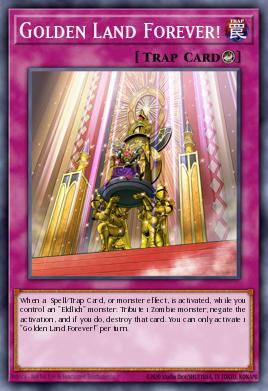 GOLDEN LAND FOREVER!
TRAP
罠
[TRAP CARD]
When a Spell/Trap Card, or monster effect, is activated, while you
control an "Eldlich" monster: Tribute 1 Zombie monster; negate the
activation, and if you do, destroy that card. You can only activate 1
"Golden Land Forever!" per turn.